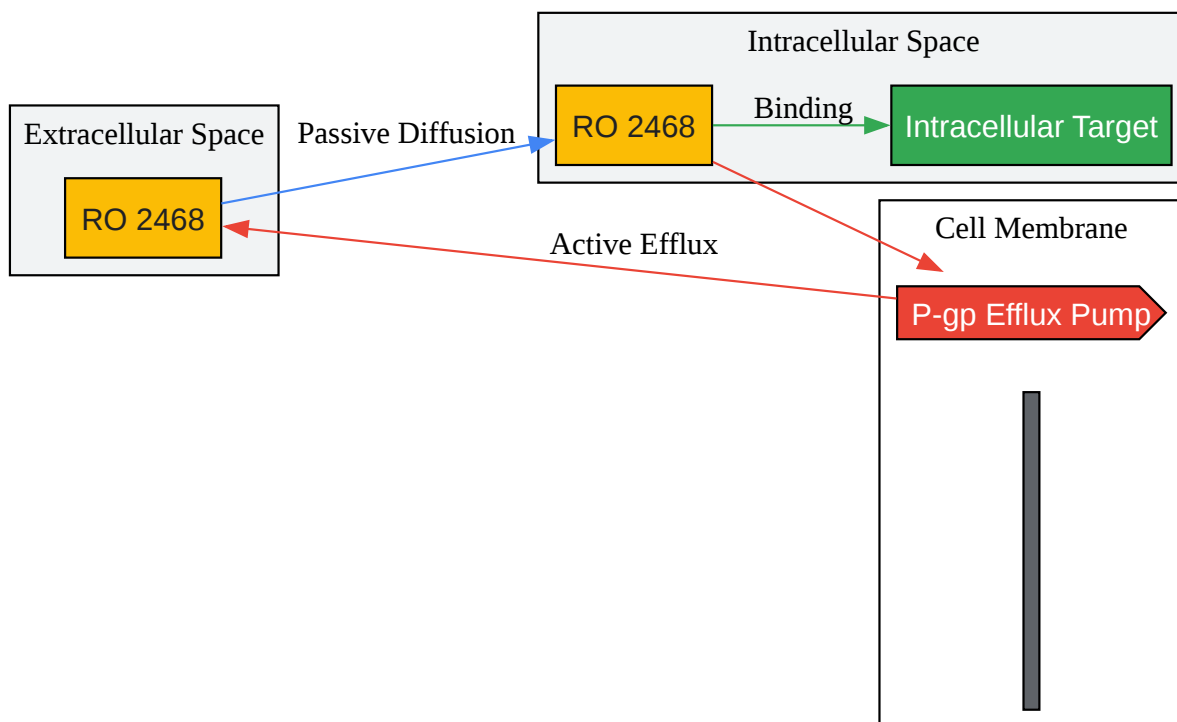 Intracellular Space
Extracellular Space
Passive Diffusion
RO 2468
Binding
Intracellular Target
RO 2468
Active Efflux
Cell Membrane
P-gp Efflux Pump